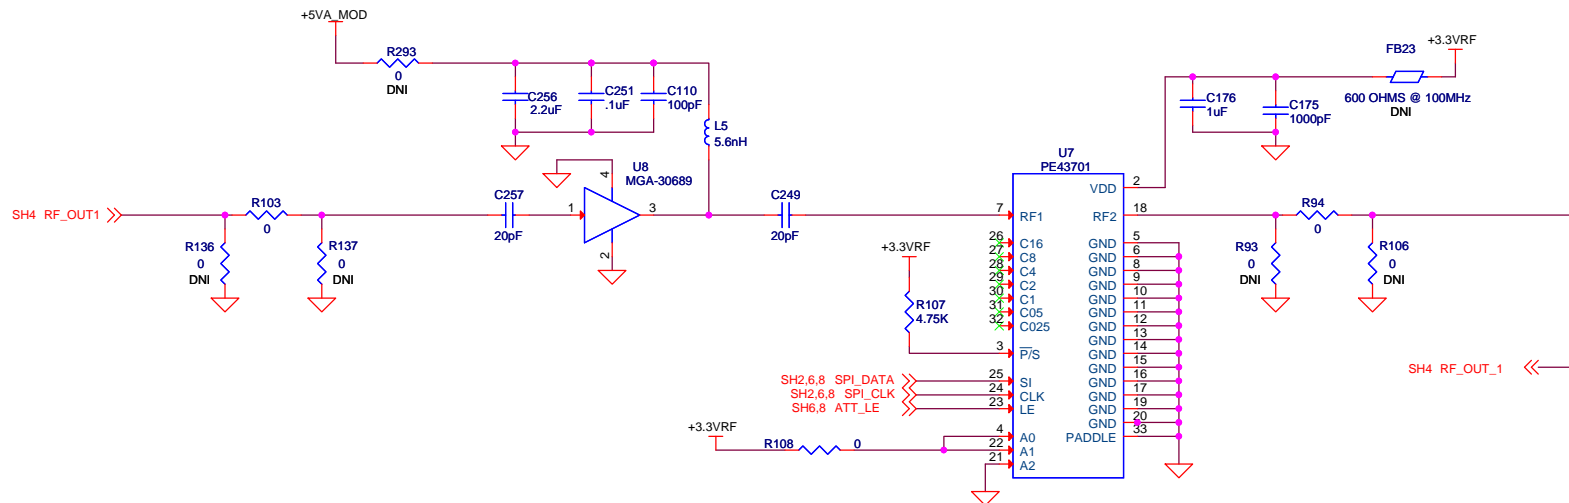 +5VA_MOD
R293
0
DNI
C256
2.2uF
C251
.1uF
C110
100pF
L5
5.6nH
FB23
+3.3VRF
600 OHMS @ 100MHz
DNI
C176
1uF
C175
1000pF
SH4 RF_OUT1
R103
0
R136
0
DNI
R137
0
DNI
C257
20pF
U8
MGA-30689
4
1
3
2
C249
20pF
U7
PE43701
VDD 2
7 RF1
RF2 18
26 C16
27 C8
28 C4
29 C2
30 C1
31 C05
32 C025
3 P/S
25 SI
24 CLK
23 LE
4 A0
22 A1
21 A2
GND 5
GND 6
GND 8
GND 9
GND 10
GND 11
GND 12
GND 13
GND 14
GND 15
GND 16
GND 17
GND 19
GND 20
PADDLE 33
+3.3VRF
R107
4.75K
SH2,6,8 SPI_DATA
SH2,6,8 SPI_CLK
SH6,8 ATT_LE
+3.3VRF
R108 0
R94
0
R93
0
DNI
R106
0
DNI
SH4 RF_OUT_1